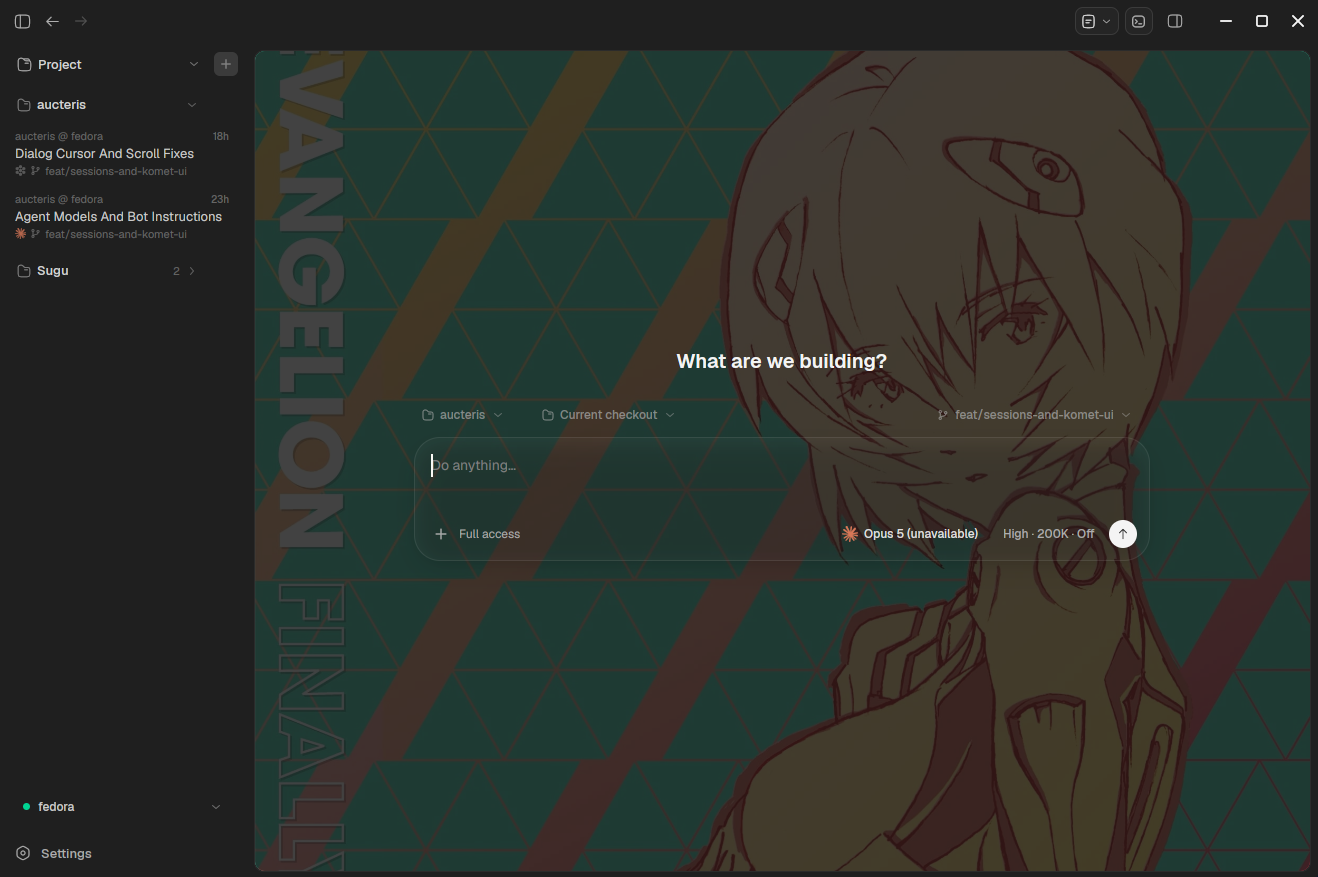 Project
aucteris
aucteris @ fedora 18h
Dialog Cursor And Scroll Fixes
feat/sessions-and-komet-ui
aucteris @ fedora 23h
Agent Models And Bot Instructions
feat/sessions-and-komet-ui
Sugu 2
fedora
Settings
EVANGELION FINALLY
What are we building?
aucteris Current checkout feat/sessions-and-komet-ui
Do anything...
Full access Opus 5 (unavailable) High · 200K · Off